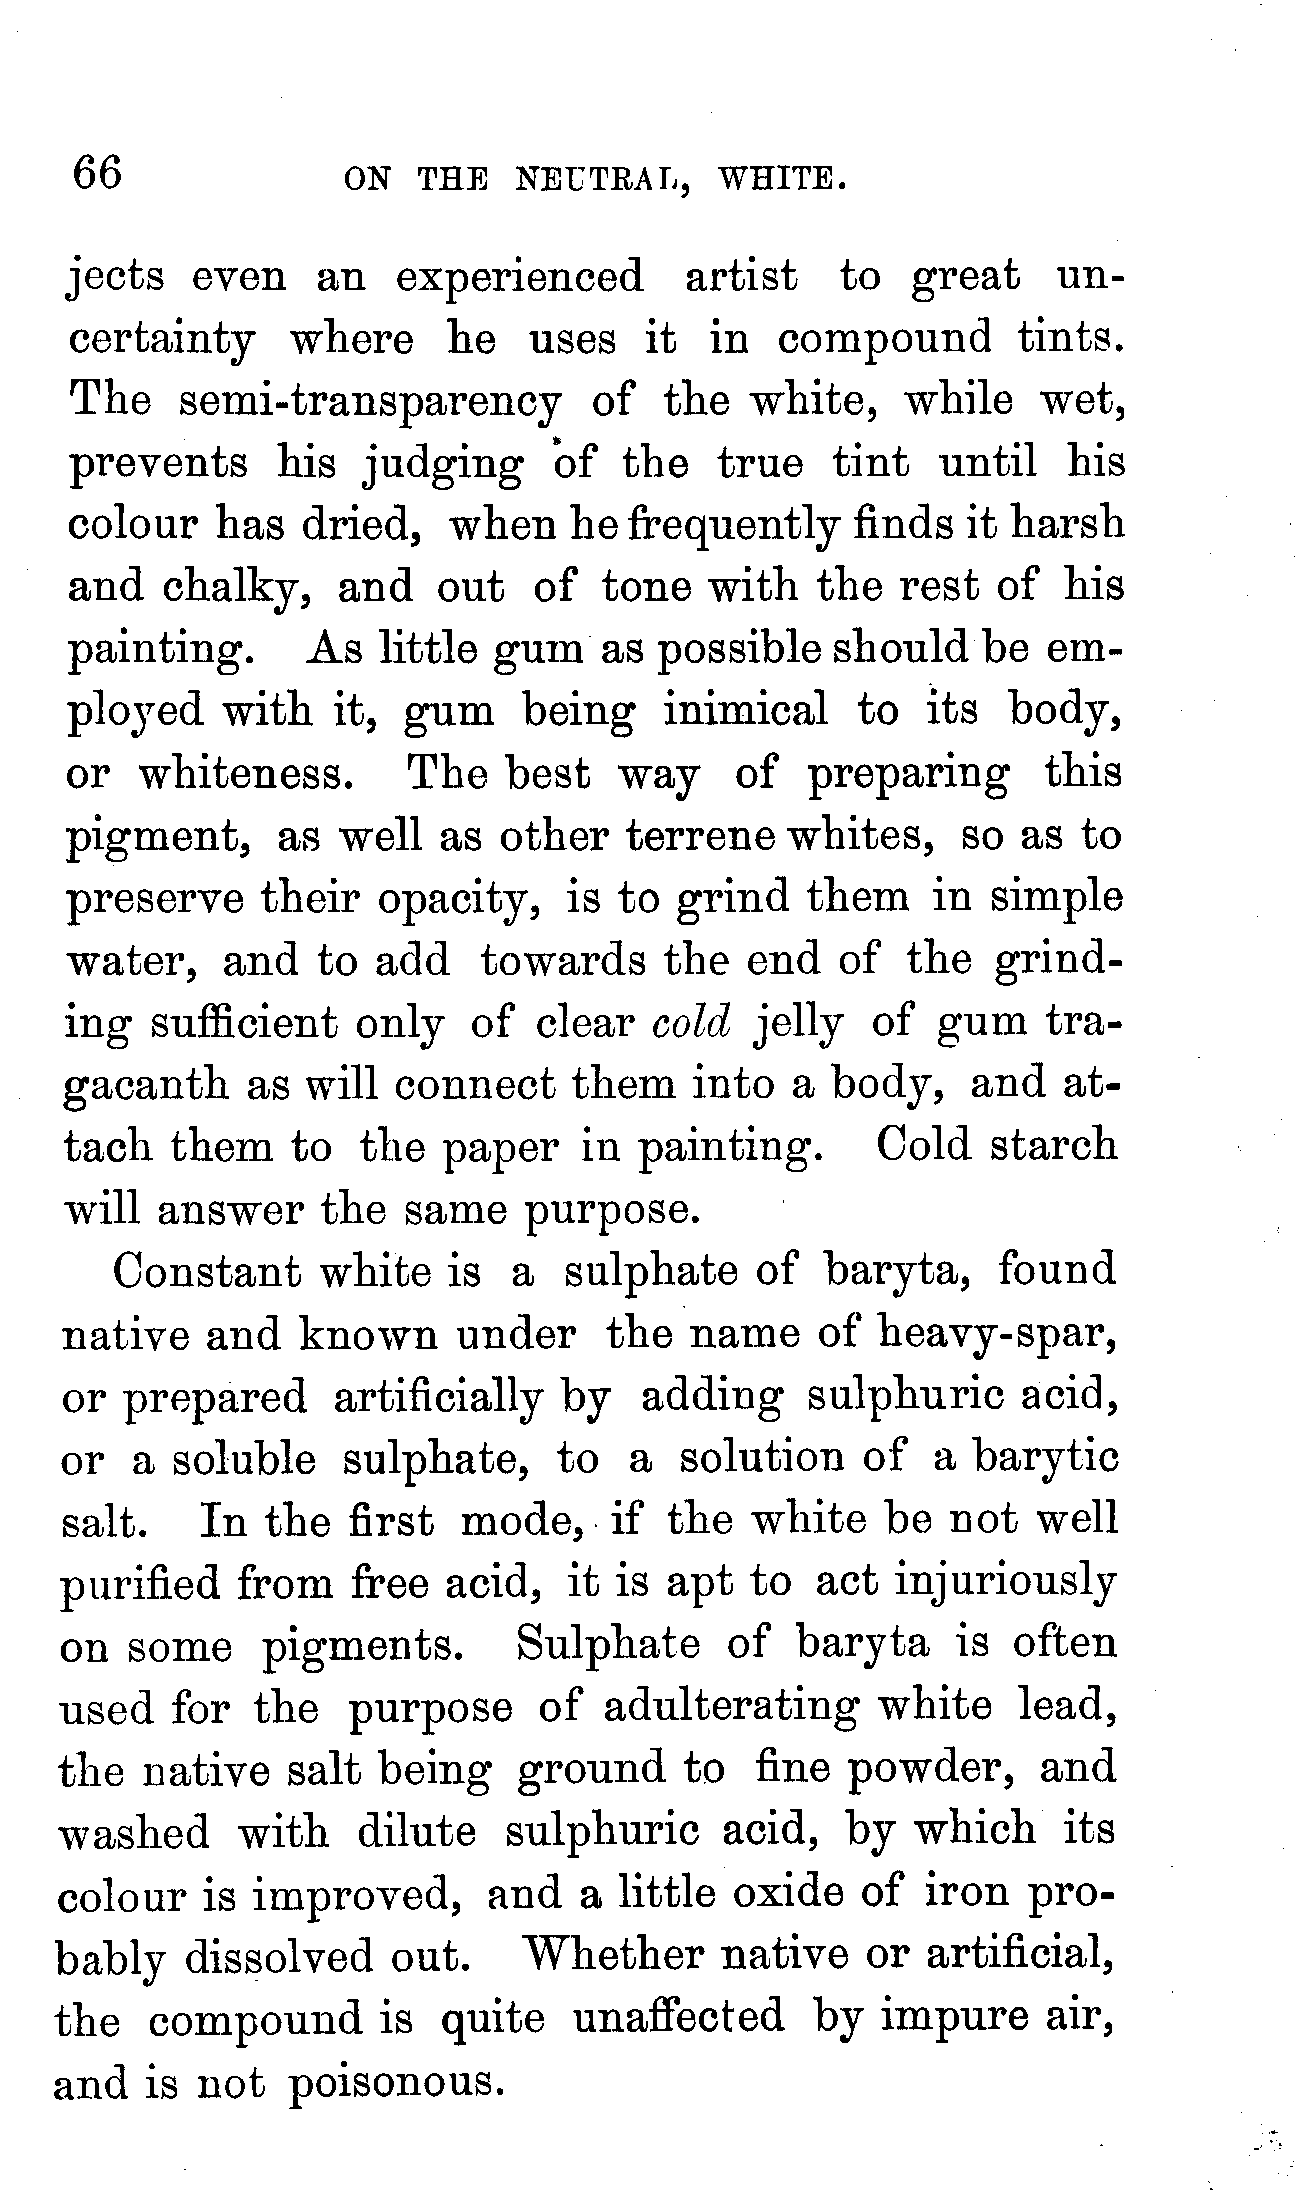 66 ON THE NEUTRAL, WHITE.
jects even an experienced artist to great un-
certainty where he uses it in compound tints.
The semi-transparency of the white, while wet,
prevents his judging of the true tint until his
colour has dried, when he frequently finds it harsh
and chalky, and out of tone with the rest of his
painting. As little gum as possible should be em-
ployed with it, gum being inimical to its body,
or whiteness. The best way of preparing this
pigment, as well as other terrene whites, so as to
preserve their opacity, is to grind them in simple
water, and to add towards the end of the grind-
ing sufficient only of clear cold jelly of gum tra-
gacanth as will connect them into a body, and at-
tach them to the paper in painting. Cold starch
will answer the same purpose.
Constant white is a sulphate of baryta, found
native and known under the name of heavy-spar,
or prepared artificially by adding sulphuric acid,
or a soluble sulphate, to a solution of a barytic
salt. In the first mode, if the white be not well
purified from free acid, it is apt to act injuriously
on some pigments. Sulphate of baryta is often
used for the purpose of adulterating white lead,
the native salt being ground to fine powder, and
washed with dilute sulphuric acid, by which its
colour is improved, and a little oxide of iron pro-
bably dissolved out. Whether native or artificial,
the compound is quite unaffected by impure air,
and is not poisonous.